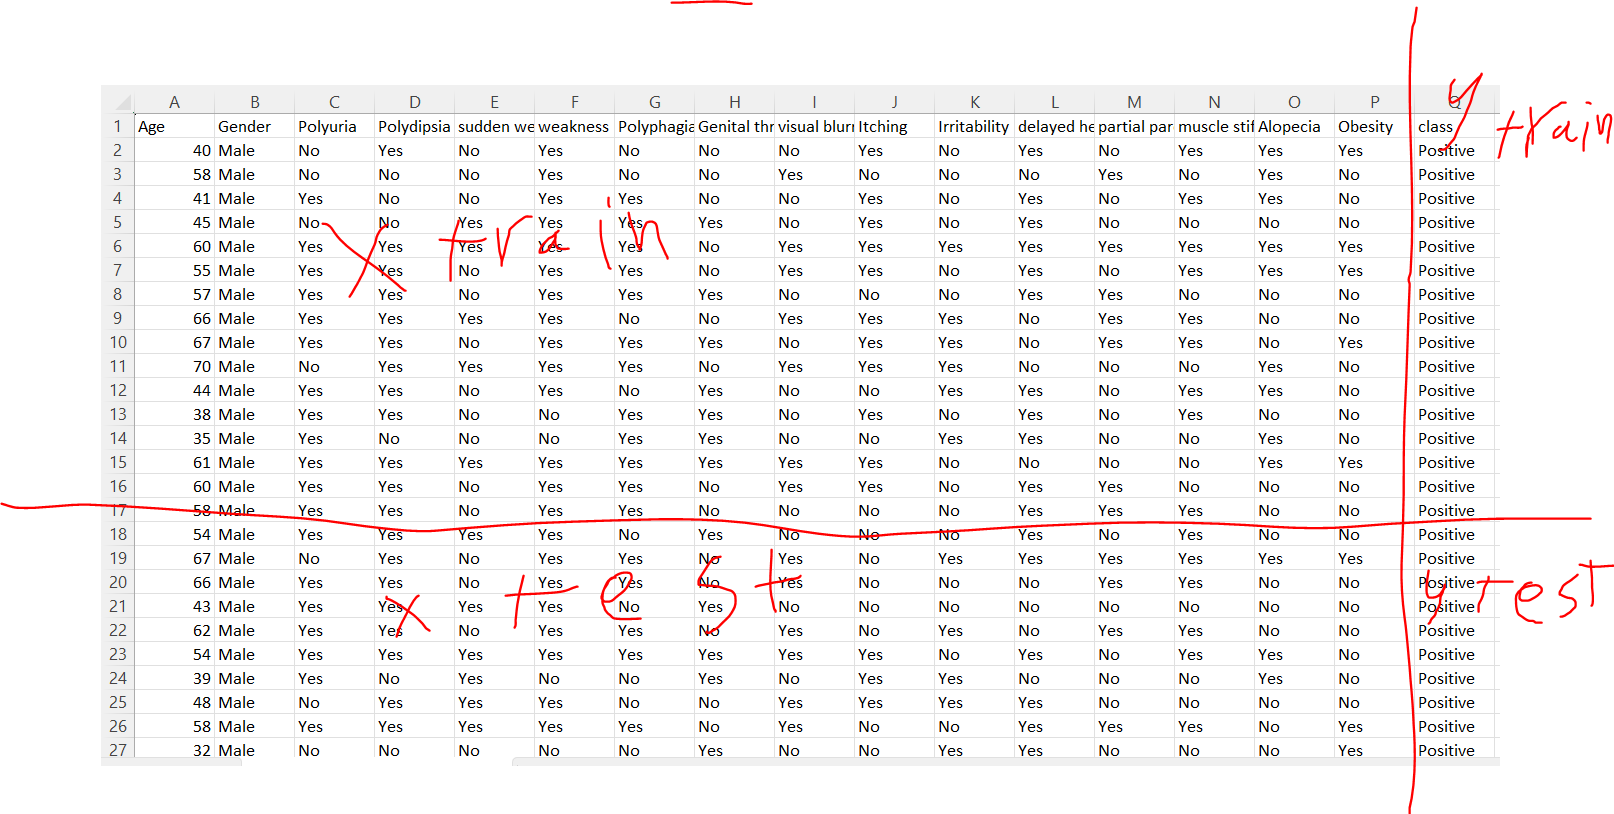 A B C D E F G H I J K L M N O P Q
1 Age Gender Polyuria Polydipsia sudden we weakness Polyphagia Genital thr visual blurr Itching Irritability delayed he partial par muscle stif Alopecia Obesity class
y train
2 40 Male No Yes No Yes No No No Yes No Yes No Yes Yes Yes Positive
3 58 Male No No No Yes No No Yes No No No Yes No Yes No Positive
4 41 Male Yes No No Yes Yes No No Yes No Yes No Yes Yes No Positive
5 45 Male No No Yes Yes Yes Yes No Yes No Yes No No No No Positive
x train
6 60 Male Yes Yes Yes Yes Yes No Yes Yes Yes Yes Yes Yes Yes Yes Positive
7 55 Male Yes Yes No Yes Yes No Yes Yes No Yes No Yes Yes Yes Positive
8 57 Male Yes Yes No Yes Yes Yes No No No Yes Yes No No No Positive
9 66 Male Yes Yes Yes Yes No No Yes Yes Yes No Yes Yes No No Positive
10 67 Male Yes Yes No Yes Yes Yes No Yes Yes No Yes Yes No Yes Positive
11 70 Male No Yes Yes Yes Yes No Yes Yes Yes No No No Yes No Positive
12 44 Male Yes Yes No Yes No Yes No No Yes Yes No Yes Yes No Positive
13 38 Male Yes Yes No No Yes Yes No Yes No Yes No Yes No No Positive
14 35 Male Yes No No No Yes Yes No No Yes Yes No No Yes No Positive
15 61 Male Yes Yes Yes Yes Yes Yes Yes Yes No No No No Yes Yes Positive
16 60 Male Yes Yes No Yes Yes No Yes Yes No Yes Yes No No No Positive
17 58 Male Yes Yes No Yes Yes No No No No Yes Yes Yes No No Positive
18 54 Male Yes Yes Yes Yes No Yes No No No Yes No Yes No No Positive
19 67 Male No Yes No Yes Yes No Yes No Yes Yes Yes Yes Yes Yes Positive
20 66 Male Yes Yes No Yes Yes No Yes No No No Yes Yes No No Positive
x test
y test
21 43 Male Yes Yes Yes Yes No Yes No No No No No No No No Positive
22 62 Male Yes Yes No Yes Yes No Yes No Yes No Yes Yes No No Positive
23 54 Male Yes Yes Yes Yes Yes Yes Yes Yes No Yes No Yes Yes No Positive
24 39 Male Yes No Yes No No Yes No Yes Yes No No No Yes No Positive
25 48 Male No Yes Yes Yes No No Yes Yes Yes Yes No No No No Positive
26 58 Male Yes Yes Yes Yes Yes No Yes No No Yes Yes Yes No Yes Positive
27 32 Male No No No No No Yes No No Yes Yes No No No Yes Positive